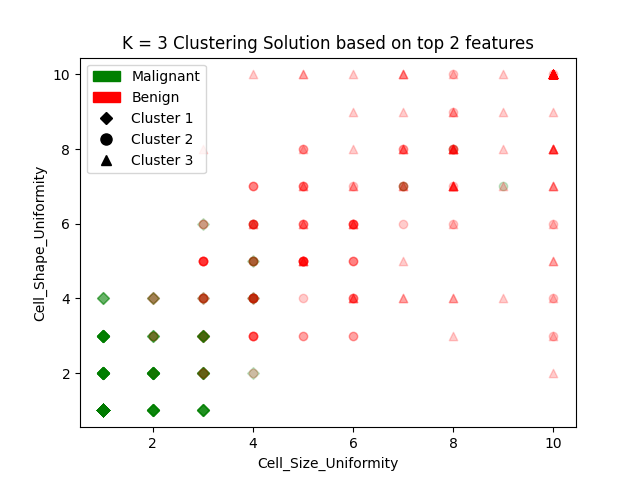 K = 3 Clustering Solution based on top 2 features
Malignant
Benign
Cluster 1
Cluster 2
Cluster 3
Cell_Shape_Uniformity
10
8
6
4
2
2
4
6
8
10
Cell_Size_Uniformity